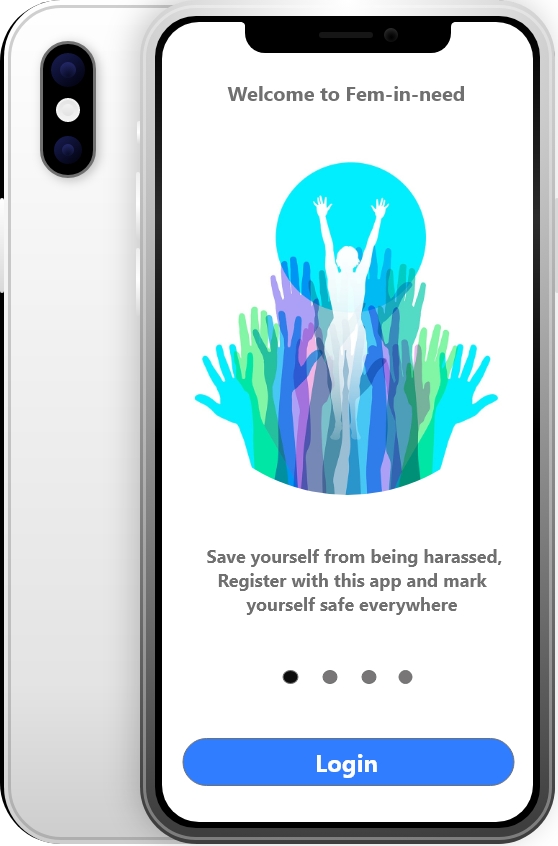 Welcome to Fem-in-need
Save yourself from being harassed,
Register with this app and mark
yourself safe everywhere
Login